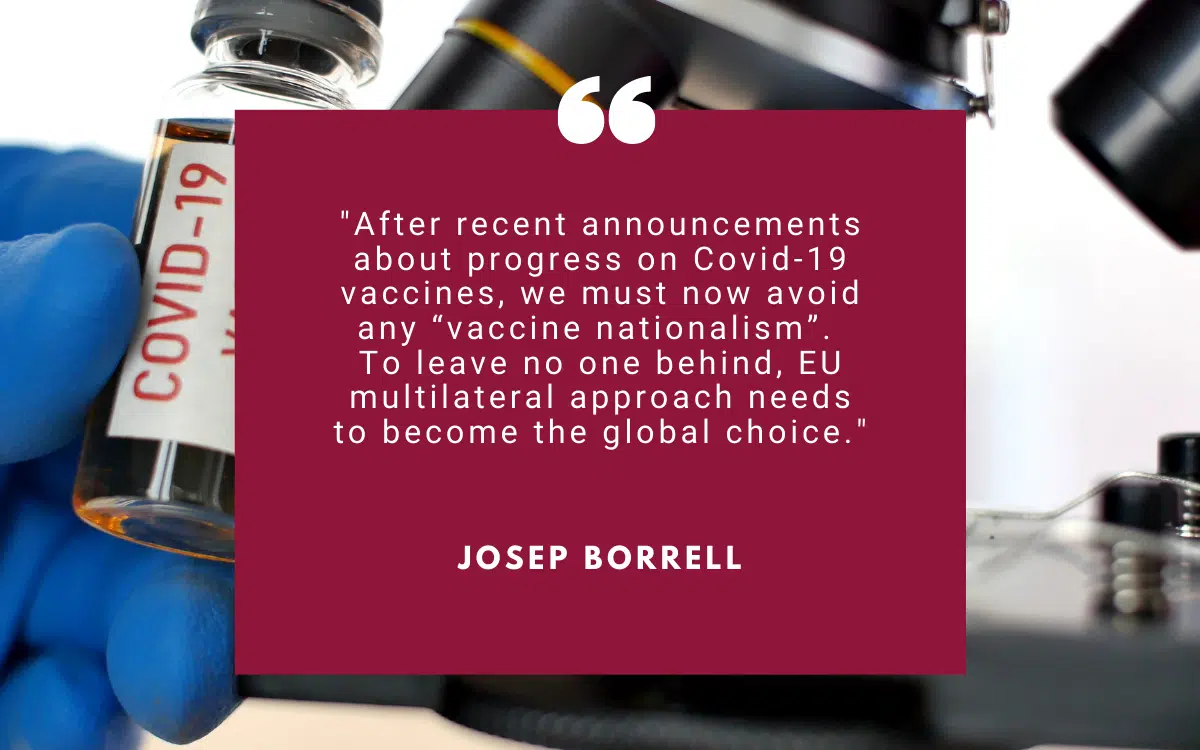 COVID-19
“
"After recent announcements
about progress on Covid-19
vaccines, we must now avoid
any “vaccine nationalism”.
To leave no one behind, EU
multilateral approach needs
to become the global choice."
JOSEP BORRELL